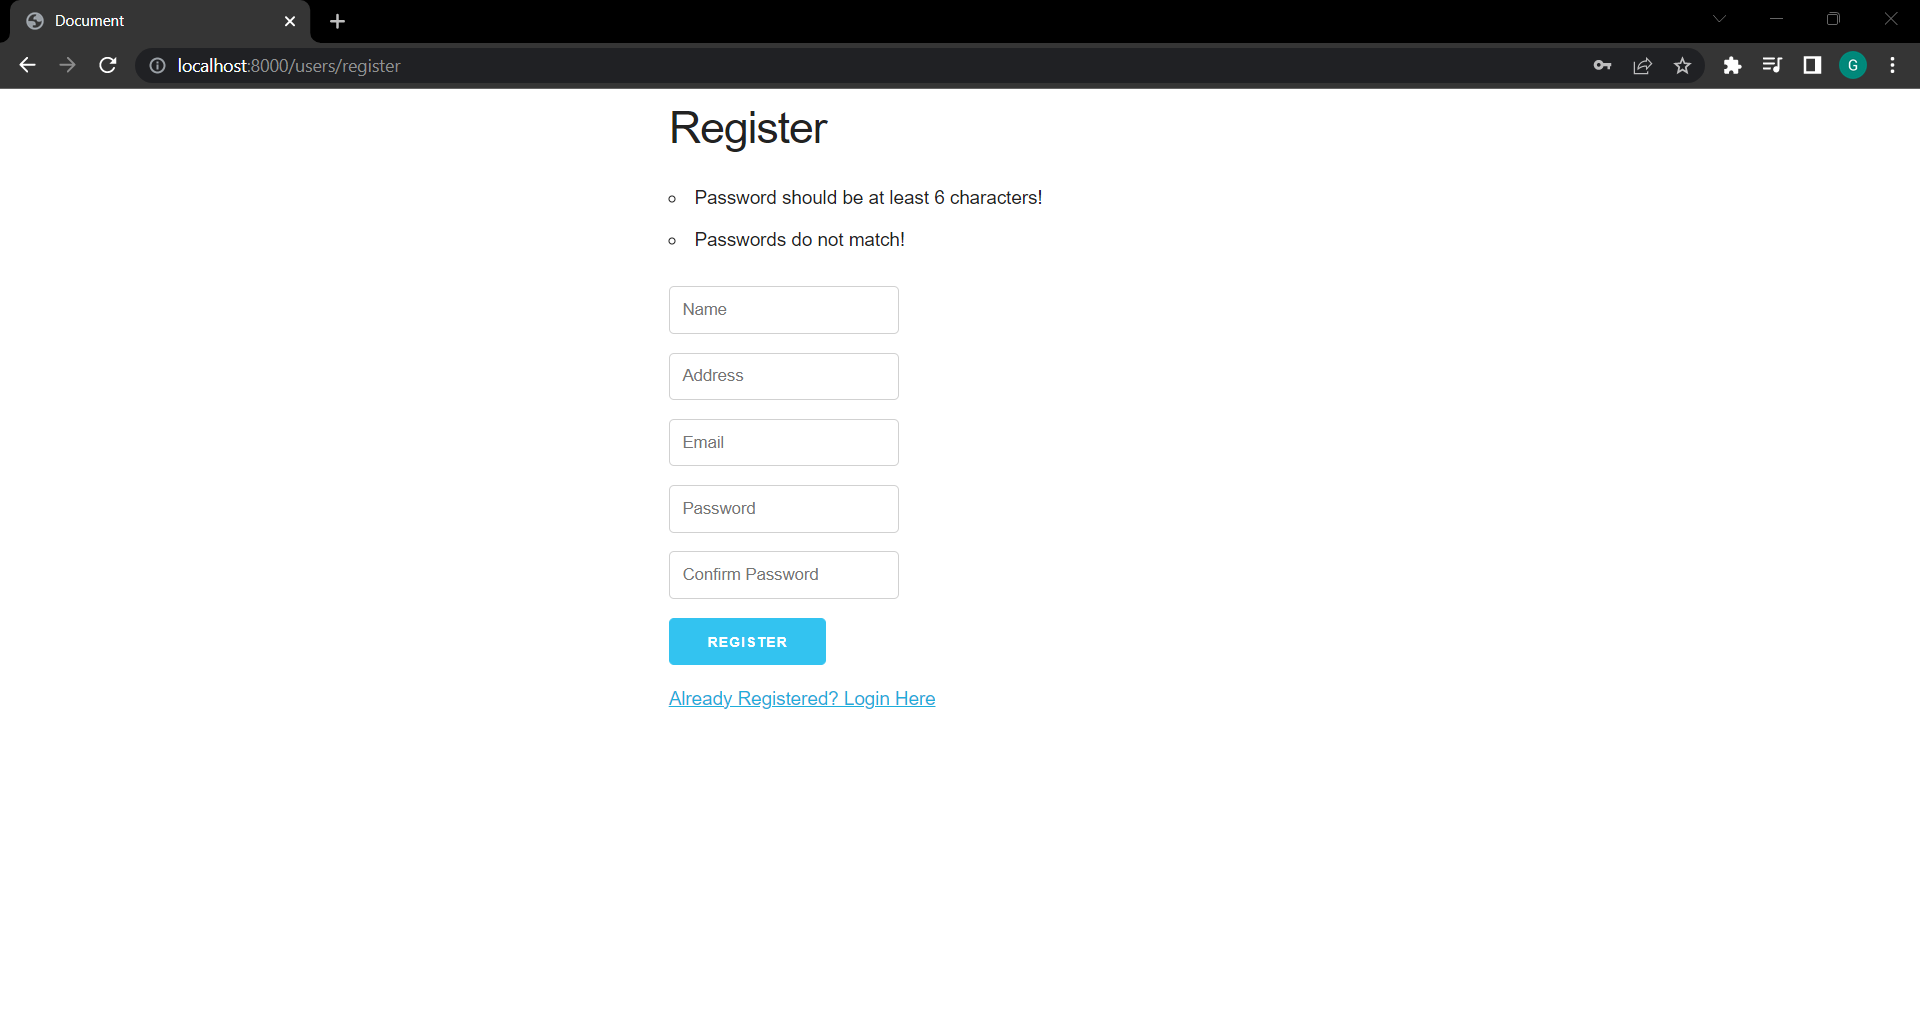 Document
localhost:8000/users/register
G
Register
Password should be at least 6 characters!
Passwords do not match!
Name
Address
Email
Password
Confirm Password
REGISTER
Already Registered? Login Here